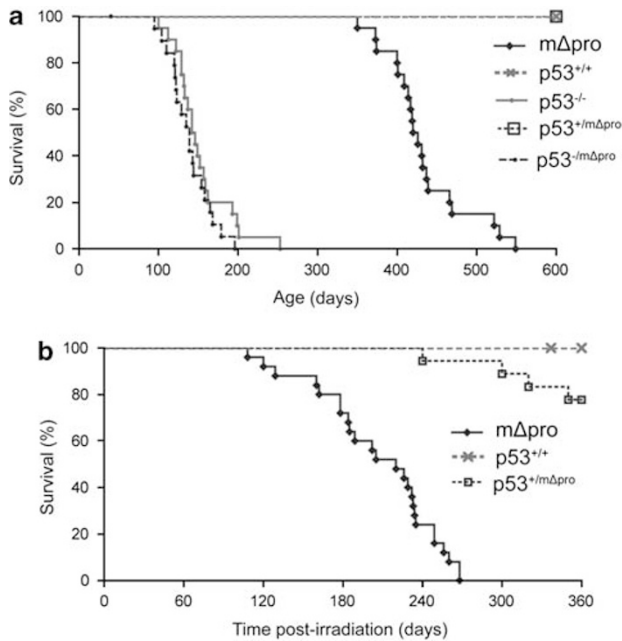 a
100
80
60
40
20
0
Survival (%)
0 100 200 300 400 500 600
Age (days)
mΔpro
p53+/+
p53-/-
p53+/mΔpro
p53-/mΔpro
b
100
80
60
40
20
0
Survival (%)
0 60 120 180 240 300 360
Time post-irradiation (days)
mΔpro
p53+/+
p53+/mΔpro